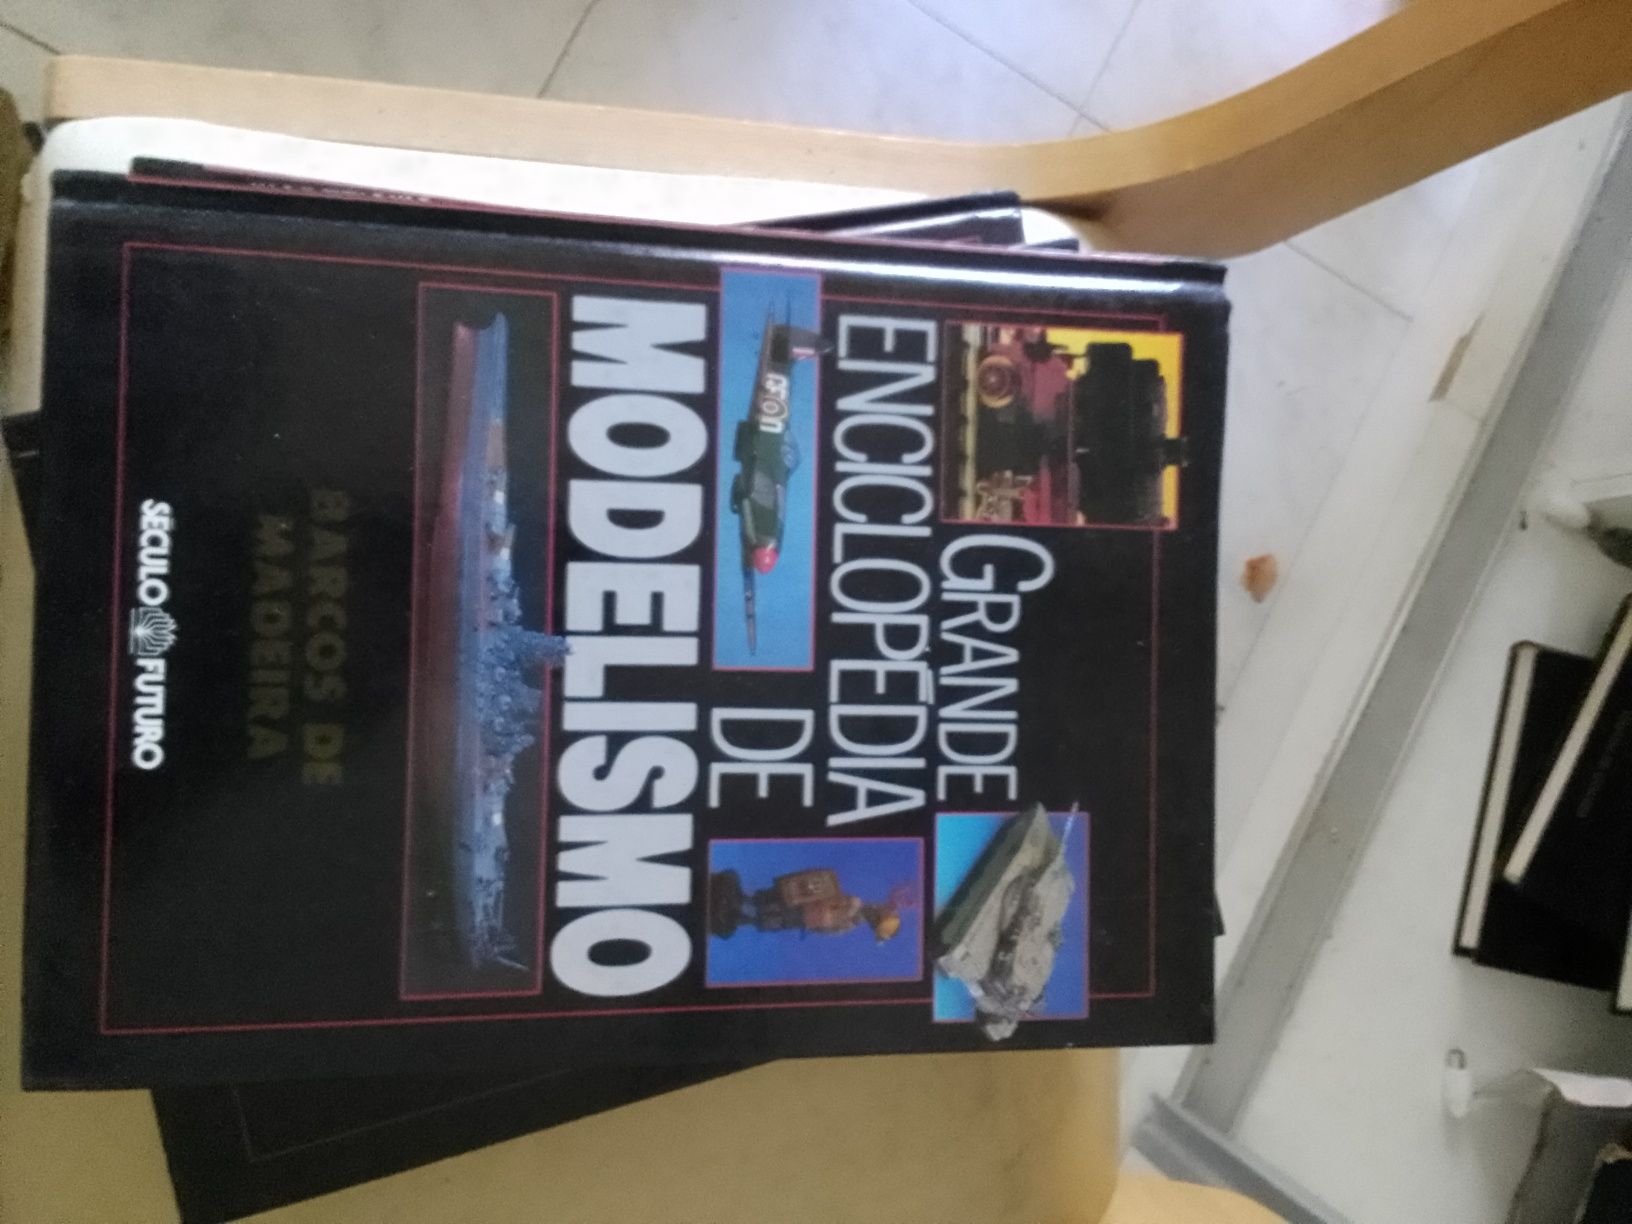 GRANDE
ENCICLOPÉDIA
DE
MODELISMO
BARCOS DE
MADEIRA
SÉCULO FUTURO